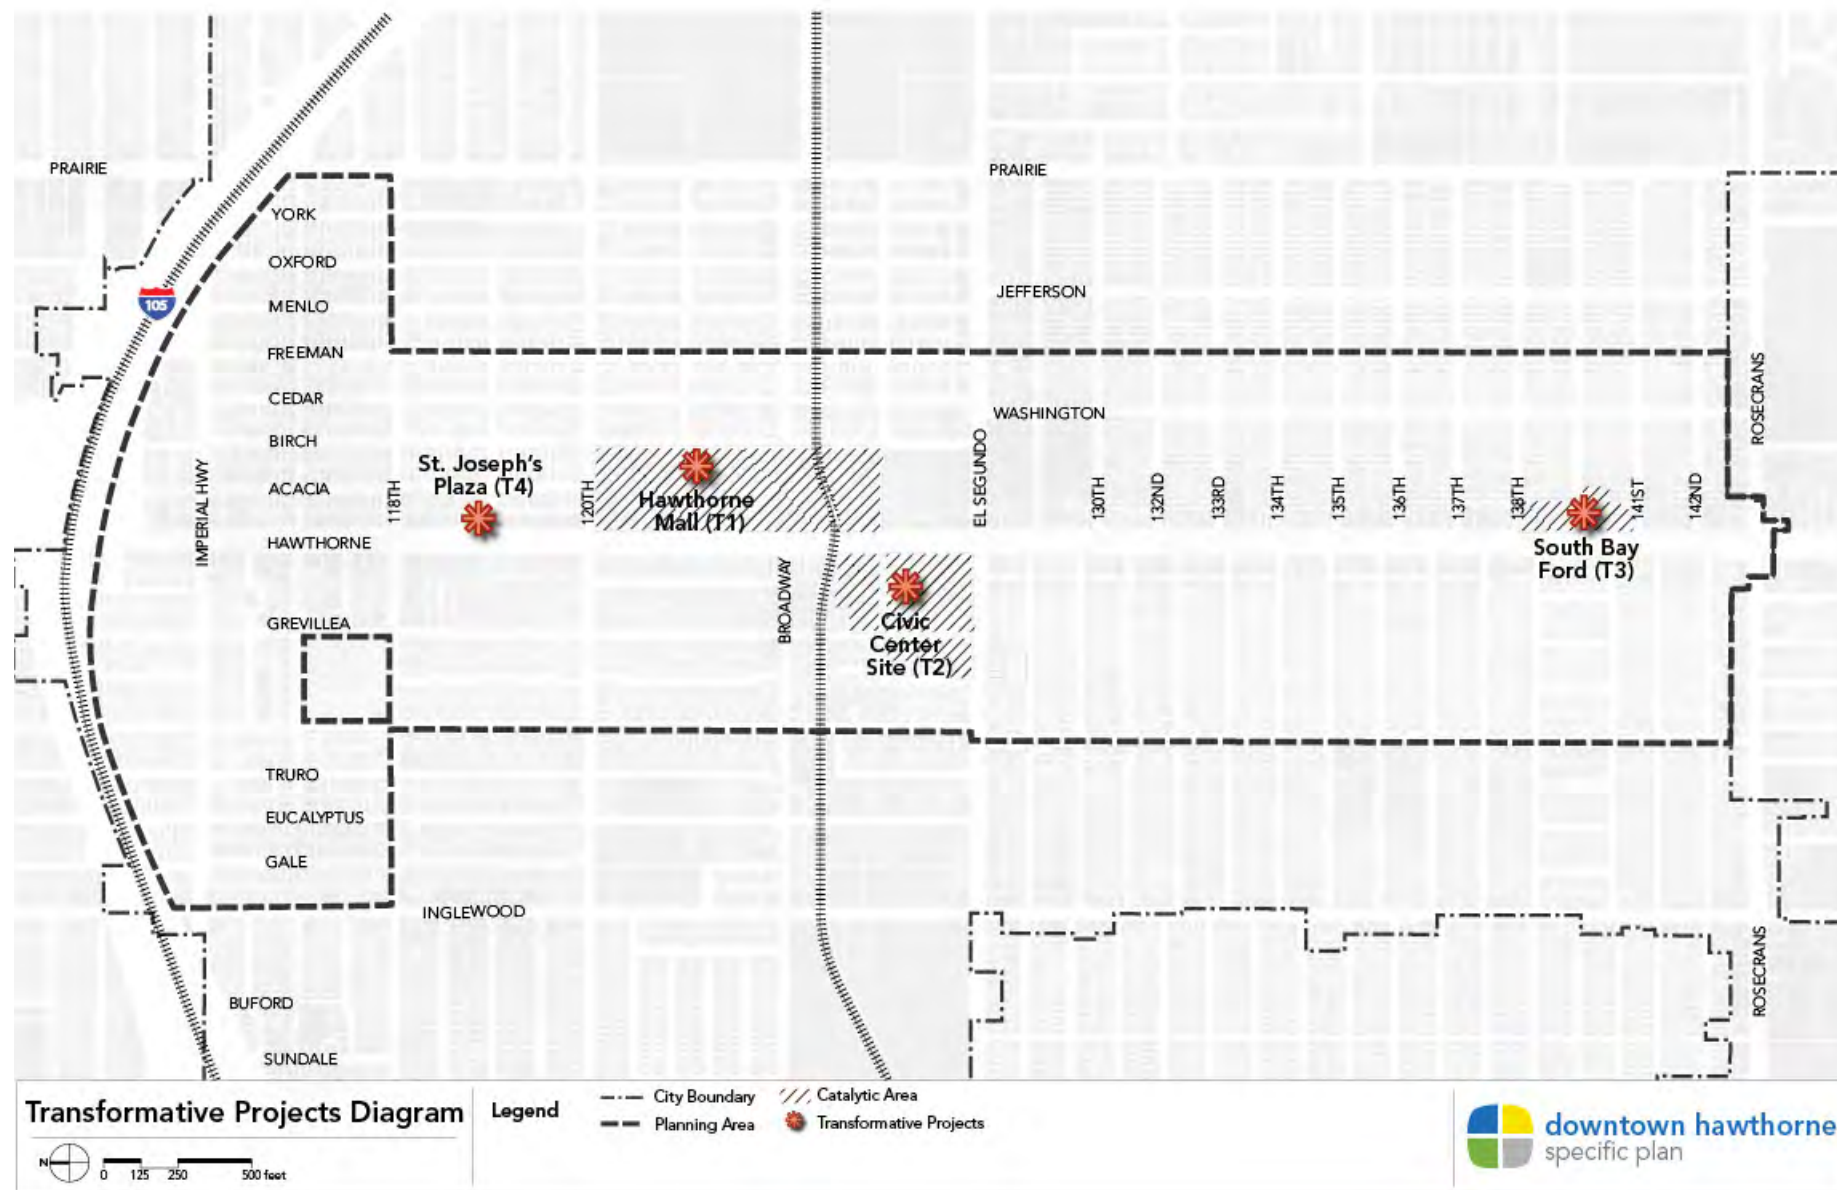 PRAIRIE
PRAIRIE
YORK
OXFORD
MENLO
FREEMAN
CEDAR
BIRCH
ACACIA
HAWTHORNE
GREVILLEA
TRURO
EUCALYPTUS
GALE
INGLEWOOD
BUFORD
SUNDALE
105
IMPERIAL HWY
118TH
120TH
BROADWAY
EL SEGUNDO
JEFFERSON
WASHINGTON
130TH
132ND
133RD
134TH
135TH
136TH
137TH
138TH
141ST
142ND
ROSECRANS
ROSECRANS
St. Joseph's
Plaza (T4)
Hawthorne
Mall (T1)
Civic
Center
Site (T2)
South Bay
Ford (T3)
Transformative Projects Diagram
N
0 125 250 500 feet
Legend
City Boundary
Planning Area
Catalytic Area
Transformative Projects
downtown hawthorne
specific plan